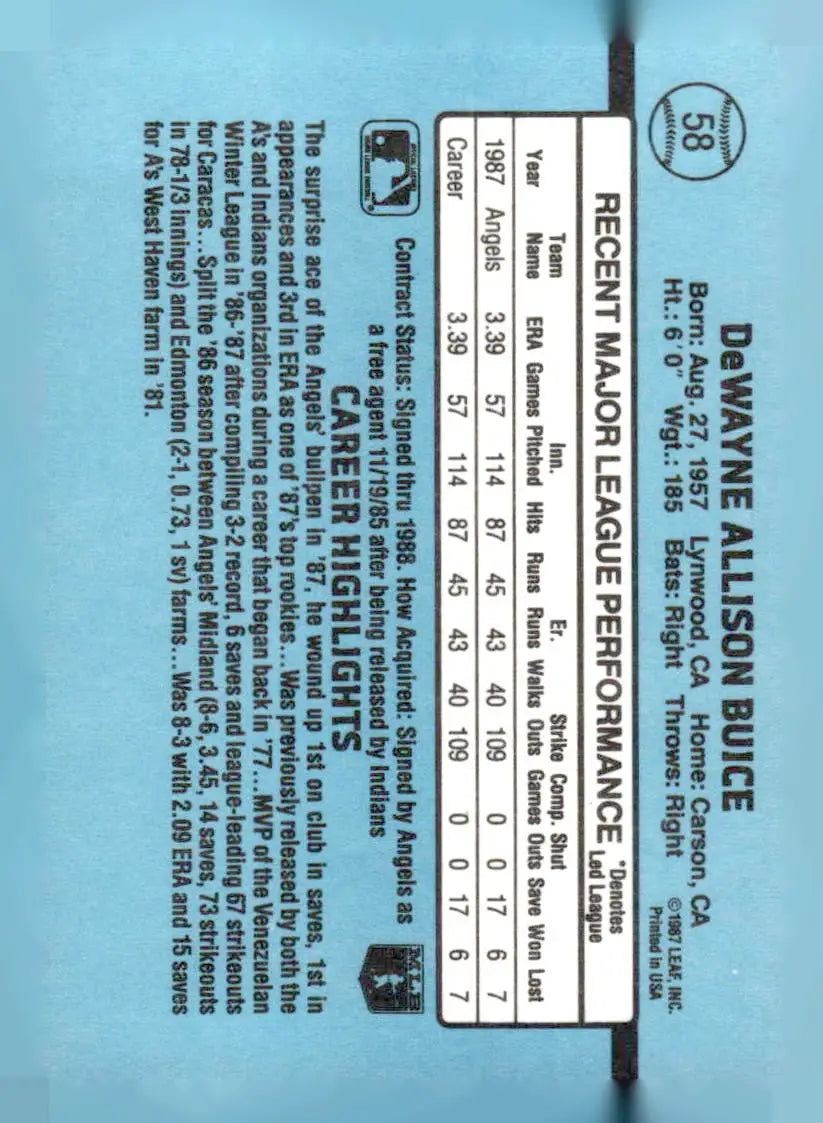 58
DeWAYNE ALLISON BUICE
Born: Aug. 27, 1957 Lynwood, CA Home: Carson, CA
Ht.: 6'0" Wgt.: 185 Bats: Right Throws: Right
©1987 LEAF, INC.
Printed in USA
RECENT MAJOR LEAGUE PERFORMANCE *Denotes Led League
Team Inn. Er. Strike Comp. Shut
Year Name ERA Games Pitched Hits Runs Runs Walks Outs Games Outs Save Won Lost
1987 Angels 3.39 57 114 87 45 43 40 109 0 0 17 6 7
Career 3.39 57 114 87 45 43 40 109 0 0 17 6 7
Contract Status: Signed thru 1988. How Acquired: Signed by Angels as
a free agent 11/19/85 after being released by Indians
MLB
CAREER HIGHLIGHTS
The surprise ace of the Angels' bullpen in '87, he wound up 1st on club in saves, 1st in
appearances and 3rd in ERA as one of '87's top rookies...Was previously released by both the
A's and Indians organizations during a career that began back in '77...MVP of the Venezuelan
Winter League in '86-'87 after compiling 3-2 record, 6 saves and league-leading 67 strikeouts
for Caracas...Split the '86 season between Angels' Midland (8-6, 3.45, 14 saves, 73 strikeouts
in 78-1/3 innings) and Edmonton (2-1, 0.73, 1 sv) farms...Was 8-3 with 2.09 ERA and 15 saves
for A's West Haven farm in '81.